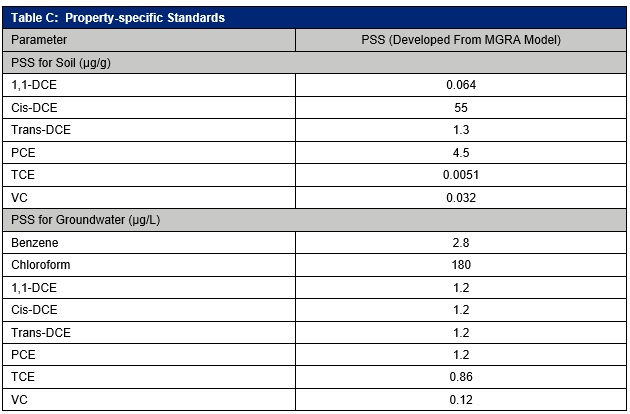 Table C: Property-specific Standards
Parameter PSS (Developed From MGRA Model)
PSS for Soil (µg/g)
1,1-DCE 0.064
Cis-DCE 55
Trans-DCE 1.3
PCE 4.5
TCE 0.0051
VC 0.032
PSS for Groundwater (µg/L)
Benzene 2.8
Chloroform 180
1,1-DCE 1.2
Cis-DCE 1.2
Trans-DCE 1.2
PCE 1.2
TCE 0.86
VC 0.12